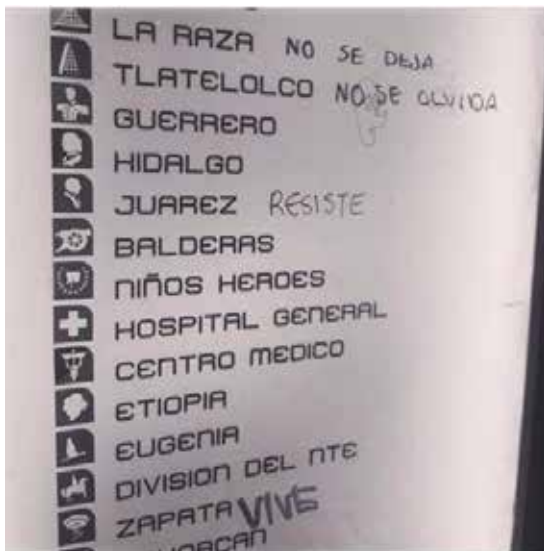 LA RAZA NO SE DEJA
TLATELOLCO NO SE OLVIDA
GUERRERO
HIDALGO
JUAREZ RESISTE
BALDERAS
NIÑOS HEROES
HOSPITAL GENERAL
CENTRO MEDICO
ETIOPIA
EUGENIA
DIVISION DEL NTE
ZAPATA VIVE